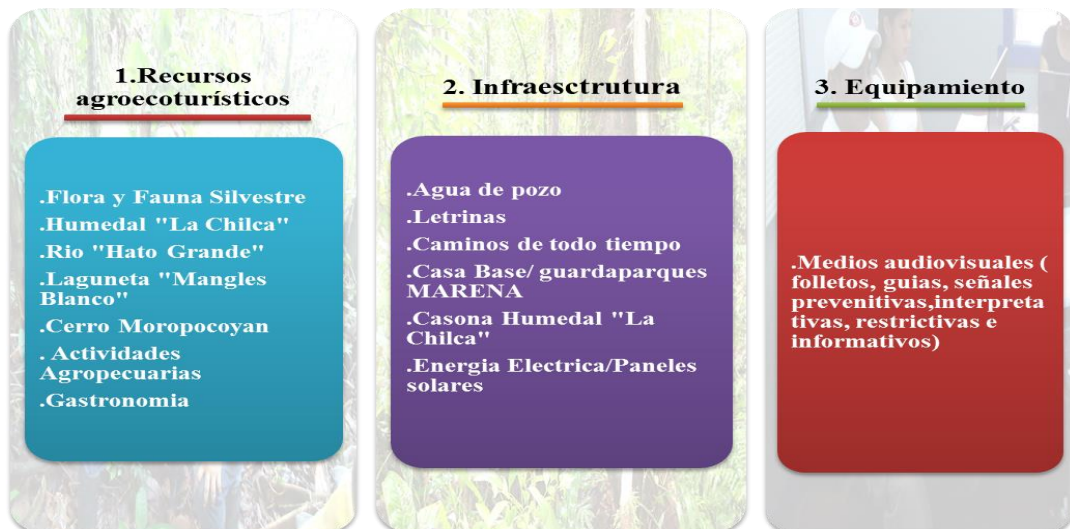 1.Recursos
agroecoturísticos
.Flora y Fauna Silvestre
.Humedal "La Chilca"
.Rio "Hato Grande"
.Laguneta "Mangles
Blanco"
.Cerro Moropocoyan
. Actividades
Agropecuarias
.Gastronomia
2. Infraesctrutura
.Agua de pozo
.Letrinas
.Caminos de todo tiempo
.Casa Base/ guardaparques
MARENA
.Casona Humedal "La
Chilca"
.Energia Electrica/Paneles
solares
3. Equipamiento
.Medios audiovisuales (
folletos, guias, señales
prevenitivas,interpreta
tivas, restrictivas e
informativos)